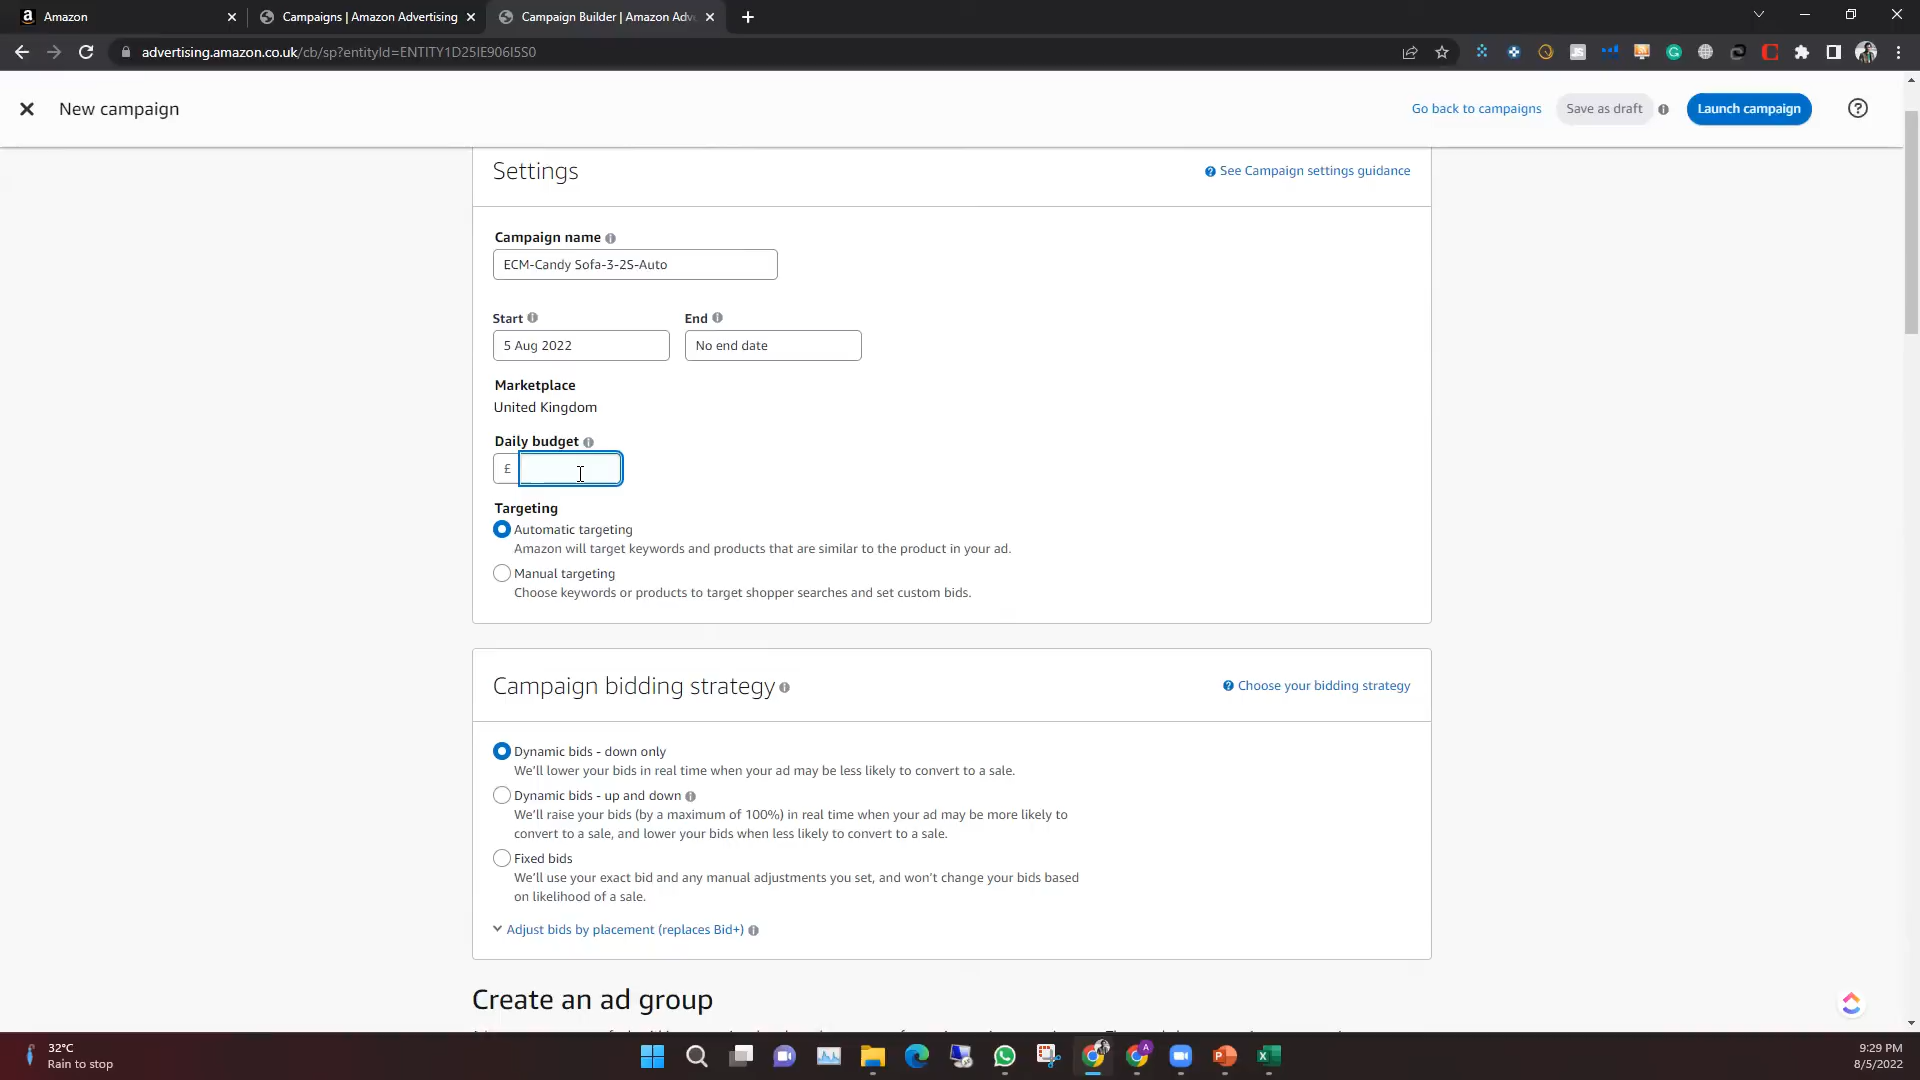 Amazon
Campaigns | Amazon Advertising
Campaign Builder | Amazon Adv
advertising.amazon.co.uk/cb/sp?entityId=ENTITY1D25IE906I5S0
New campaign
Go back to campaigns
Save as draft
Launch campaign
Settings
See Campaign settings guidance
Campaign name
ECM-Candy Sofa-3-2S-Auto
Start
End
5 Aug 2022
No end date
Marketplace
United Kingdom
Daily budget
£
Targeting
Automatic targeting
Amazon will target keywords and products that are similar to the product in your ad.
Manual targeting
Choose keywords or products to target shopper searches and set custom bids.
Campaign bidding strategy
Choose your bidding strategy
Dynamic bids - down only
We'll lower your bids in real time when your ad may be less likely to convert to a sale.
Dynamic bids - up and down
We'll raise your bids (by a maximum of 100%) in real time when your ad may be more likely to
convert to a sale, and lower your bids when less likely to convert to a sale.
Fixed bids
We'll use your exact bid and any manual adjustments you set, and won't change your bids based
on likelihood of a sale.
Adjust bids by placement (replaces Bid+)
Create an ad group
32°C
Rain to stop
9:29 PM
8/5/2022